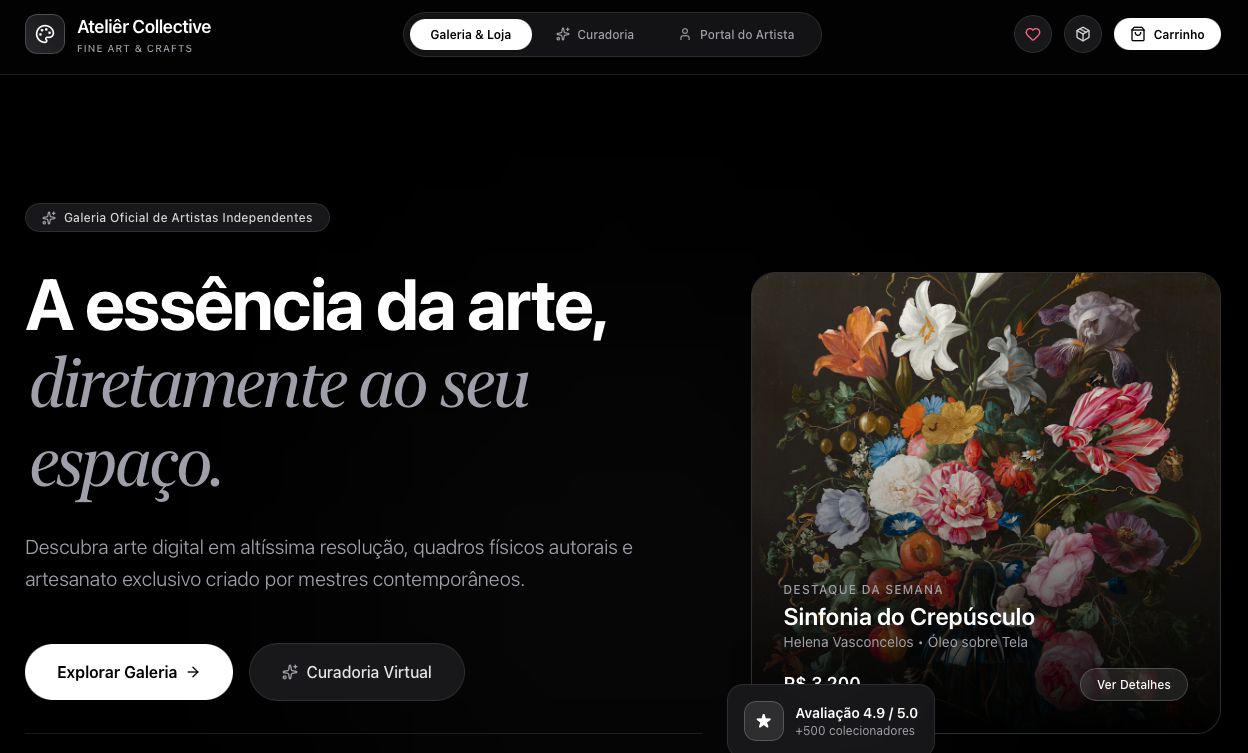 Ateliêr Collective
FINE ART & CRAFTS
Galeria & Loja
Curadoria
Portal do Artista
Carrinho
Galeria Oficial de Artistas Independentes
A essência da arte,
diretamente ao seu
espaço.
Descubra arte digital em altíssima resolução, quadros físicos autorais e
artesanato exclusivo criado por mestres contemporâneos.
Explorar Galeria
Curadoria Virtual
DESTAQUE DA SEMANA
Sinfonia do Crepúsculo
Helena Vasconcelos • Óleo sobre Tela
R$ 3.200
Ver Detalhes
Avaliação 4.9 / 5.0
+500 colecionadores